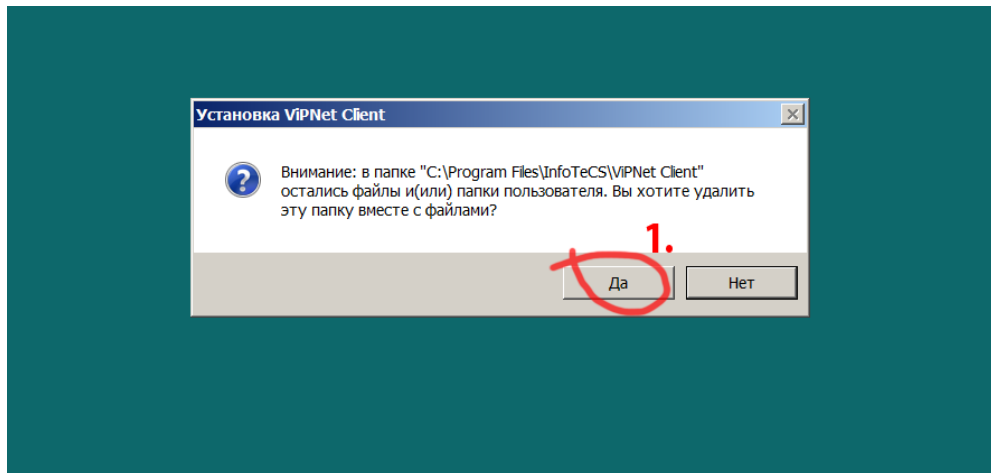 Установка ViPNet Client
Внимание: в папке "C:\Program Files\InfoTeCS\ViPNet Client"
остались файлы и(или) папки пользователя. Вы хотите удалить
эту папку вместе с файлами?
1.
Да
Нет